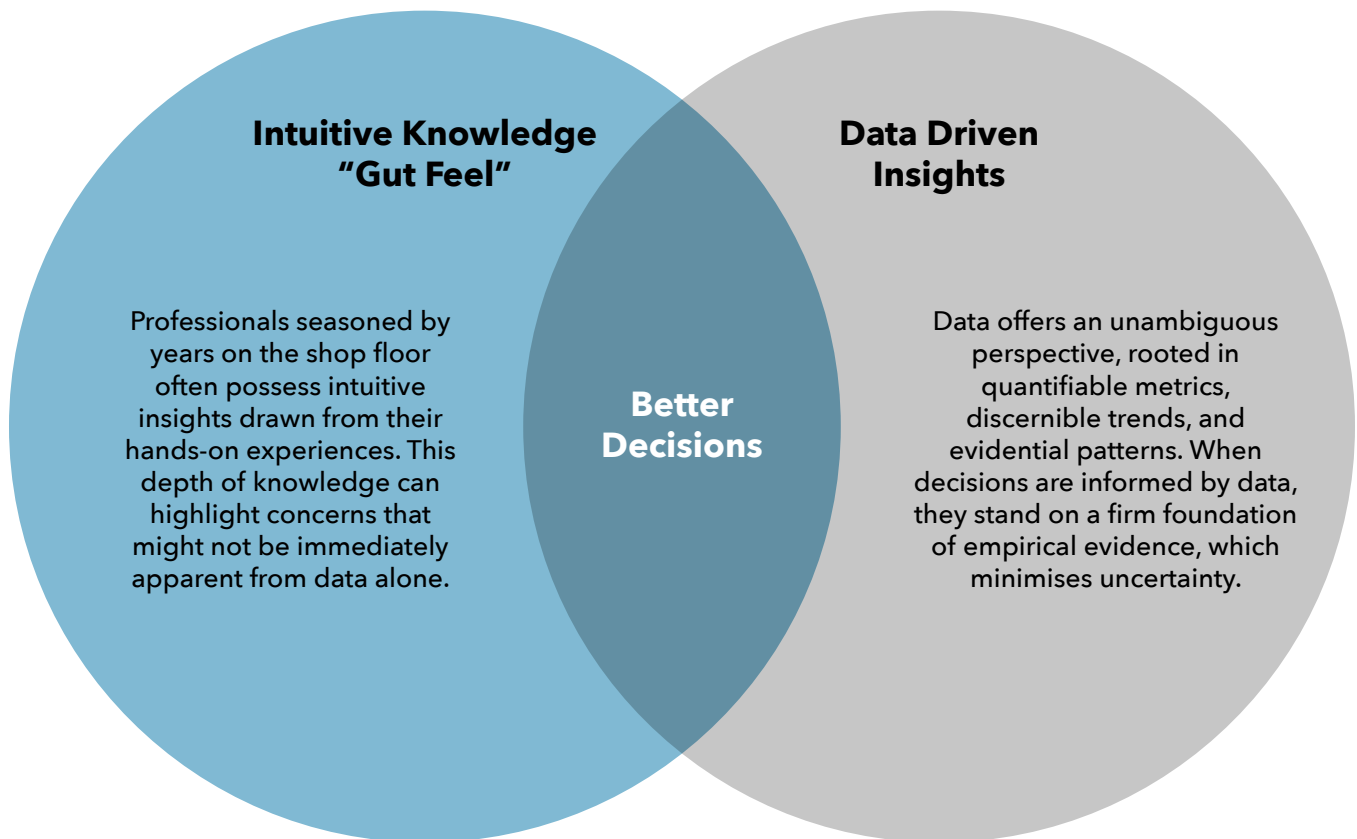 Intuitive Knowledge
“Gut Feel”
Professionals seasoned by
years on the shop floor
often possess intuitive
insights drawn from their
hands-on experiences. This
depth of knowledge can
highlight concerns that
might not be immediately
apparent from data alone.
Better
Decisions
Data Driven
Insights
Data offers an unambiguous
perspective, rooted in
quantifiable metrics,
discernible trends, and
evidential patterns. When
decisions are informed by data,
they stand on a firm foundation
of empirical evidence, which
minimises uncertainty.